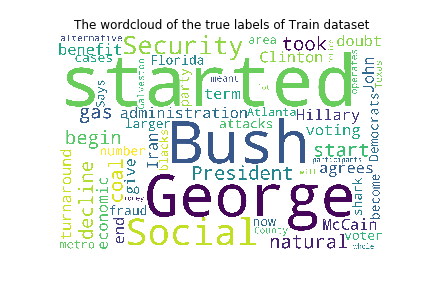 The wordcloud of the true labels of Train dataset
alternative
benefit
cases
Security
area
Clinton
took
doubt
Florida
started
Says
Galveston
party
term
John
operates
Texas
gas
administration
Hillary
Atlanta
attacks
larger
voting
begin
number
Iran
blacks
Bush
start
Democrats
participants
President
win
agrees
turnaround
decline
economic
coal
give
George
shark
become
money
fraud
end
Social
now
McCain
County
voter
metro
natural
whole
meant